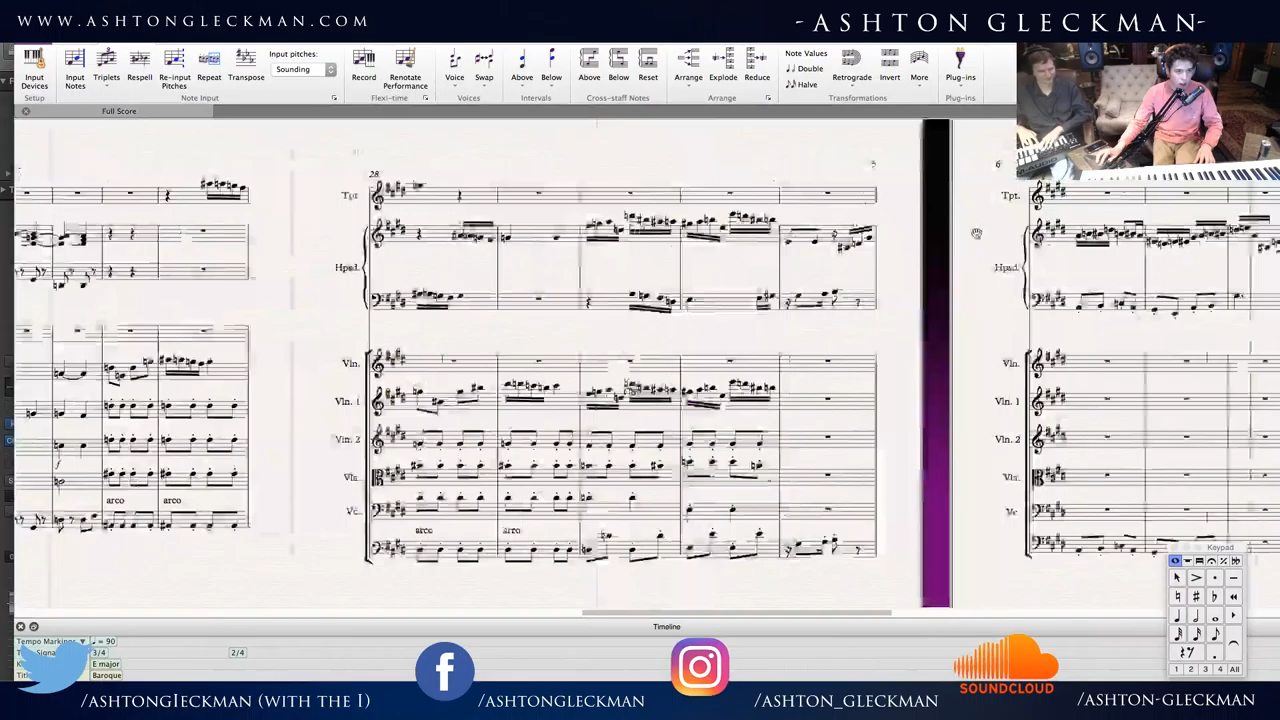 WWW.ASHTONGLECKMAN.COM
-ASHTON GLECKMAN-
Input Devices
Input Notes
Triplets
Respell
Re-input Pitches
Repeat
Transpose
Input pitches:
Sounding
Record
Renotate Performance
Voice
Swap
Above
Below
Above
Below
Reset
Arrange
Explode
Reduce
Note Values
Double
Halve
Retrograde
Invert
More
Plug-ins
Setup
Note Input
Flexi-time
Voices
Intervals
Cross-staff Notes
Arrange
Transformations
Plug-ins
Full Score
28
5
6
Tpt
Tpt.
Hpsd.
Hpsd.
Vln.
Vln.
Vln. 1
Vln. 1
Vln. 2
Vln. 2
Vla.
Vla.
Vc.
Vc
arco
arco
arco
arco
Keypad
1 2 3 4 All
Timeline
Tempo Markings
= 90
3/4
2/4
E major
Baroque
SOUNDCLOUD
/ASHTONGIECKMAN (WITH THE I)
/ASHTONGLECKMAN
/ASHTON_GLECKMAN
/ASHTON-GLECKMAN